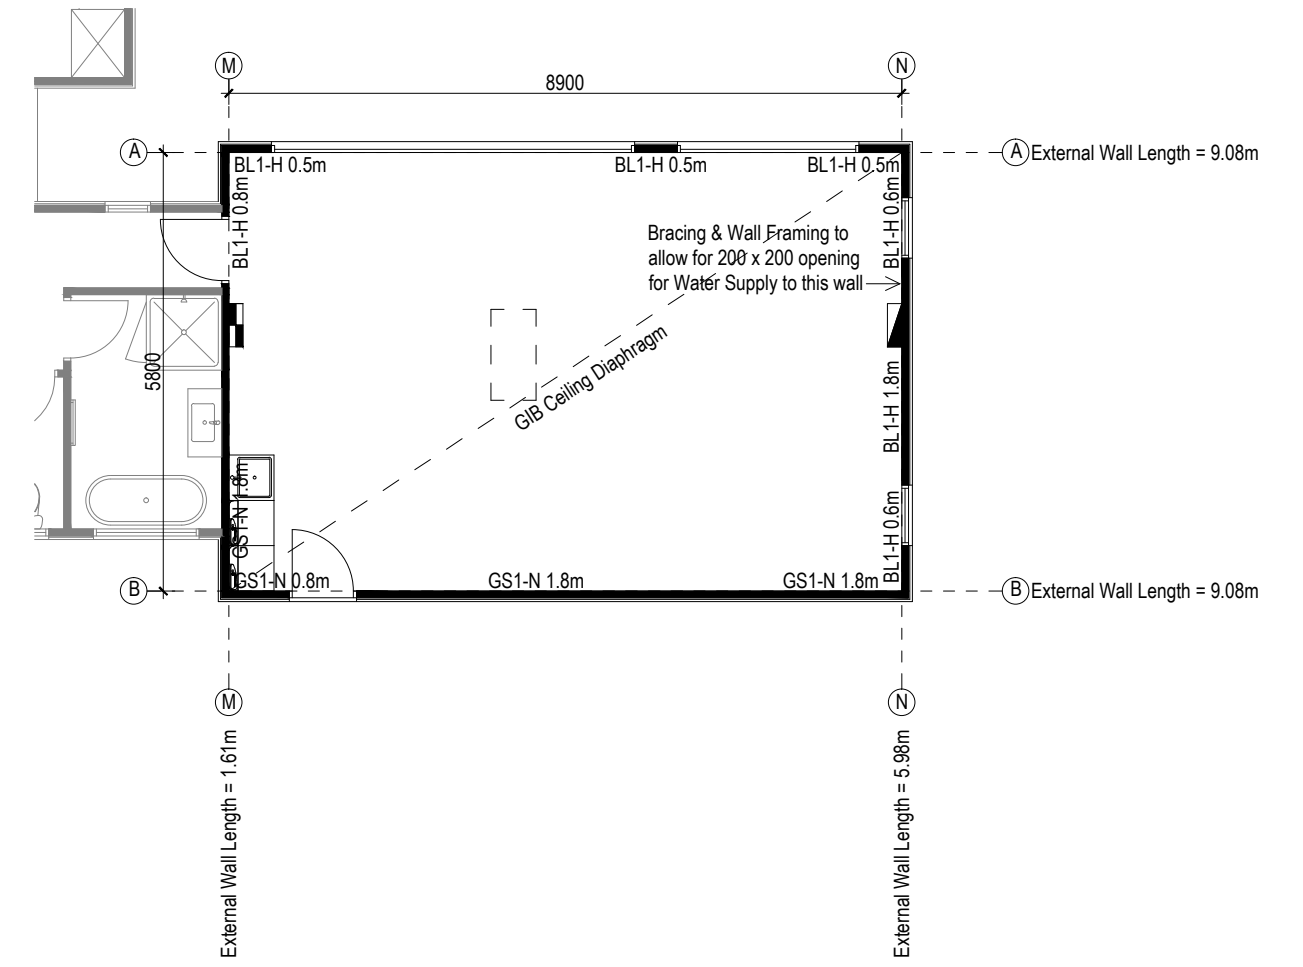 M
N
8900
A
A
External Wall Length = 9.08m
BL1-H 0.5m
BL1-H 0.5m
BL1-H 0.5m
BL1-H 0.8m
BL1-H 0.6m
Bracing & Wall Framing to
allow for 200 x 200 opening
for Water Supply to this wall
GIB Ceiling Diaphragm
5800
BL1-H 1.8m
GS1-N 1.8m
BL1-H 0.6m
GS1-N 0.8m
GS1-N 1.8m
GS1-N 1.8m
B
B
External Wall Length = 9.08m
M
N
External Wall Length = 1.61m
External Wall Length = 5.98m